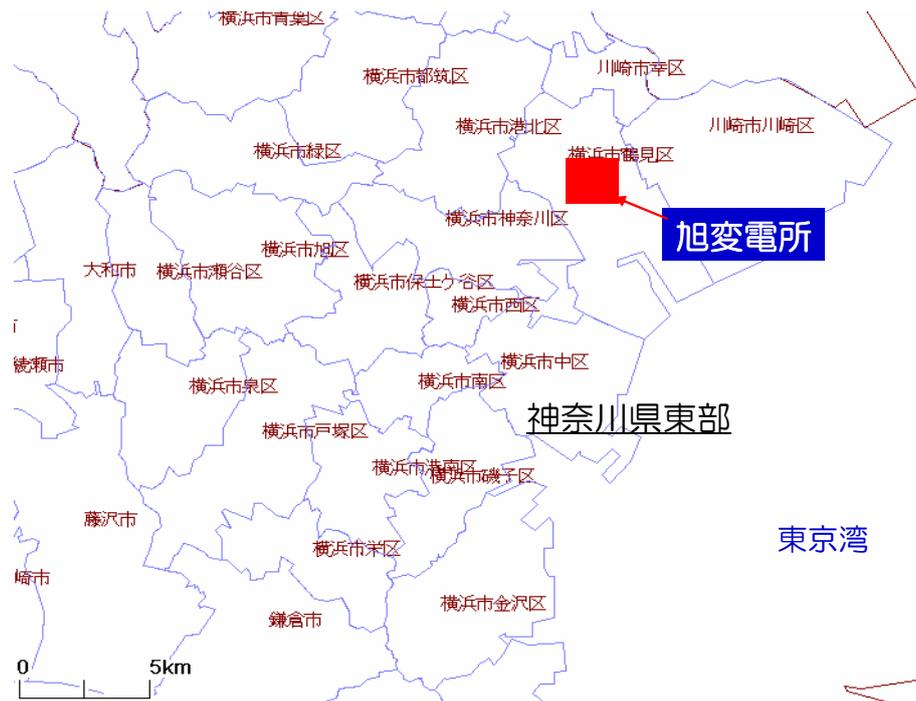 横浜市青葉区
川崎市幸区
横浜市都筑区
横浜市港北区
川崎市川崎区
横浜市緑区
横浜市鶴見区
横浜市神奈川区
旭変電所
横浜市旭区
大和市
横浜市瀬谷区
横浜市保土ケ谷区
横浜市西区
綾瀬市
横浜市中区
横浜市泉区
横浜市南区
神奈川県東部
横浜市戸塚区
横浜市港南区
横浜市磯子区
藤沢市
東京湾
横浜市栄区
崎市
横浜市金沢区
鎌倉市
0 5km